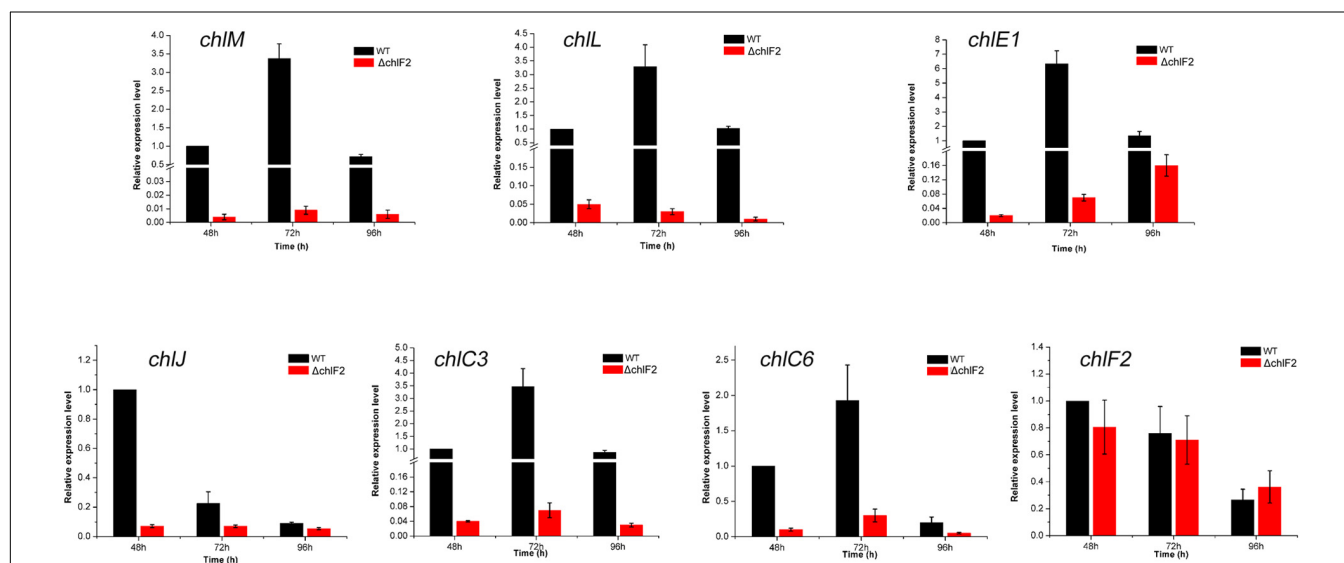 chlM
WT
ΔchlF2
Relative expression level
4.0
3.5
3.0
2.5
2.0
1.5
1.0
0.5
0.03
0.02
0.01
0.00
48h
72h
96h
Time (h)
chlL
WT
ΔchlF2
Relative expression level
4.5
4.0
3.5
3.0
2.5
2.0
1.5
1.0
0.5
0.15
0.10
0.05
0.00
48h
72h
96h
Time (h)
chlE1
WT
ΔchlF2
Relative expression level
8
7
6
5
4
3
2
1
0.16
0.12
0.08
0.04
0.00
48h
72h
96h
Time (h)
chlJ
WT
ΔchlF2
Relative expression level
1.2
1.0
0.8
0.6
0.4
0.2
0.0
48h
72h
96h
Time (h)
chlC3
WT
ΔchlF2
Relative expression level
5.0
4.5
4.0
3.5
3.0
2.5
2.0
1.5
1.0
0.5
0.16
0.12
0.08
0.04
0.00
48h
72h
96h
Time (h)
chlC6
WT
ΔchlF2
Relative expression level
2.5
2.0
1.5
1.0
0.5
0.0
48h
72h
96h
Time (h)
chlF2
WT
ΔchlF2
Relative expression level
1.4
1.2
1.0
0.8
0.6
0.4
0.2
0.0
48h
72h
96h
Time (h)